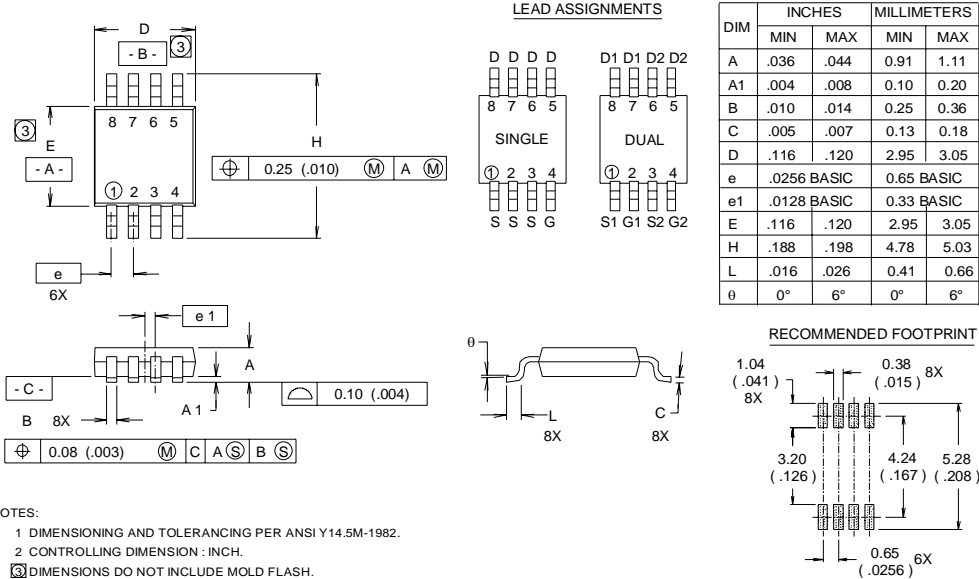 LEAD ASSIGNMENTS
D
- B -
3
8 7 6 5
3
E
- A -
H
1 2 3 4
0.25 (.010) M A M
e
6X
D D D D
8 7 6 5
SINGLE
1 2 3 4
S S S G
D1 D1 D2 D2
8 7 6 5
DUAL
1 2 3 4
S1 G1 S2 G2
DIM INCHES MILLIMETERS
MIN MAX MIN MAX
A .036 .044 0.91 1.11
A1 .004 .008 0.10 0.20
B .010 .014 0.25 0.36
C .005 .007 0.13 0.18
D .116 .120 2.95 3.05
e .0256 BASIC 0.65 BASIC
e1 .0128 BASIC 0.33 BASIC
E .116 .120 2.95 3.05
H .188 .198 4.78 5.03
L .016 .026 0.41 0.66
θ 0° 6° 0° 6°
e 1
A
- C -
B 8X
A 1
0.10 (.004)
0.08 (.003) M C A S B S
θ
L
8X
C
8X
RECOMMENDED FOOTPRINT
1.04
( .041 )
8X
0.38
( .015 ) 8X
3.20
( .126 )
4.24
( .167 )
5.28
( .208 )
0.65
( .0256 ) 6X
OTES:
1 DIMENSIONING AND TOLERANCING PER ANSI Y14.5M-1982.
2 CONTROLLING DIMENSION : INCH.
3 DIMENSIONS DO NOT INCLUDE MOLD FLASH.